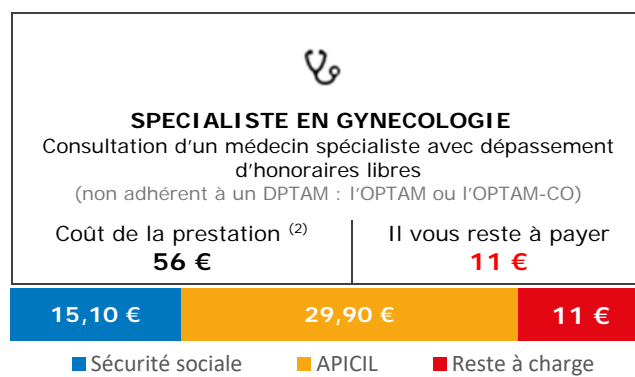 SPECIALISTE EN GYNECOLOGIE
Consultation d'un médecin spécialiste avec dépassement
d'honoraires libres
(non adhérent à un DPTAM : l'OPTAM ou l'OPTAM-CO)
Coût de la prestation (2)
56 €
Il vous reste à payer
11 €
15,10 € 29,90 € 11 €
Sécurité sociale APICIL Reste à charge